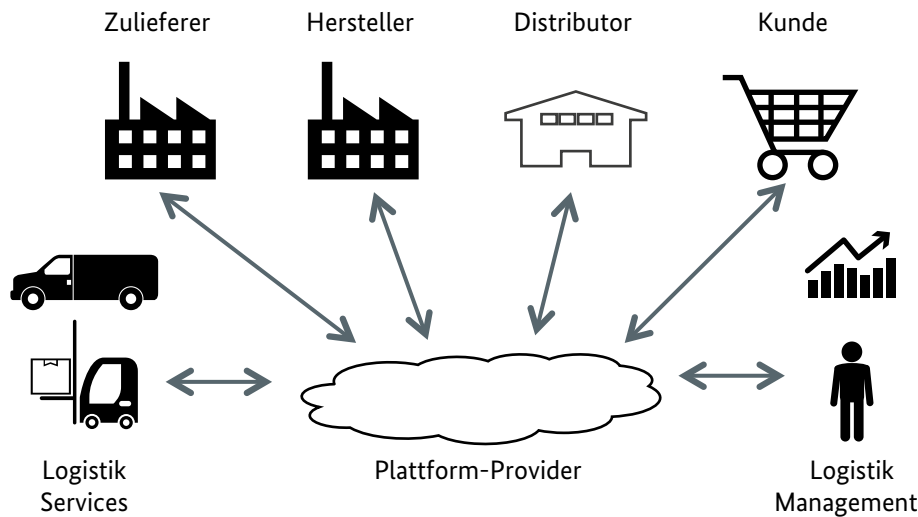 Zulieferer
Hersteller
Distributor
Kunde
Logistik
Services
Plattform-Provider
Logistik
Management